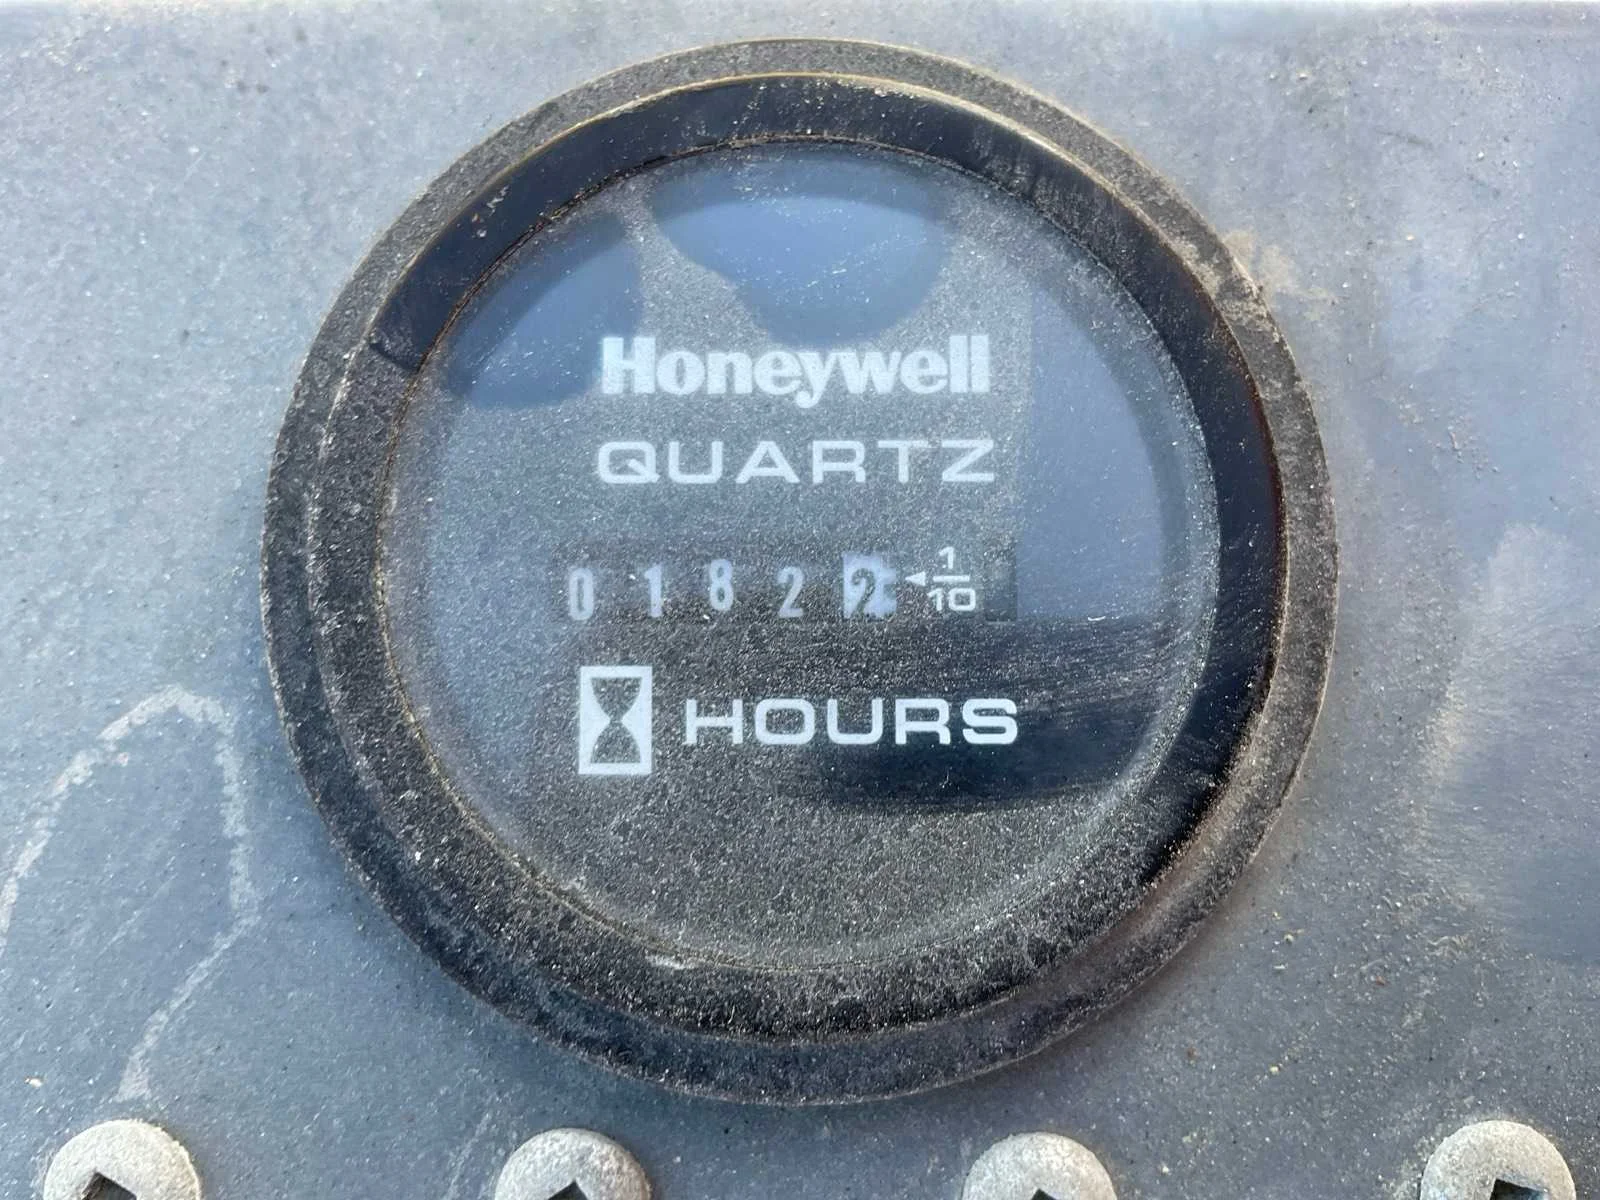 Honeywell
QUARTZ
0 1 8 2 2 ◄ 1/10
HOURS